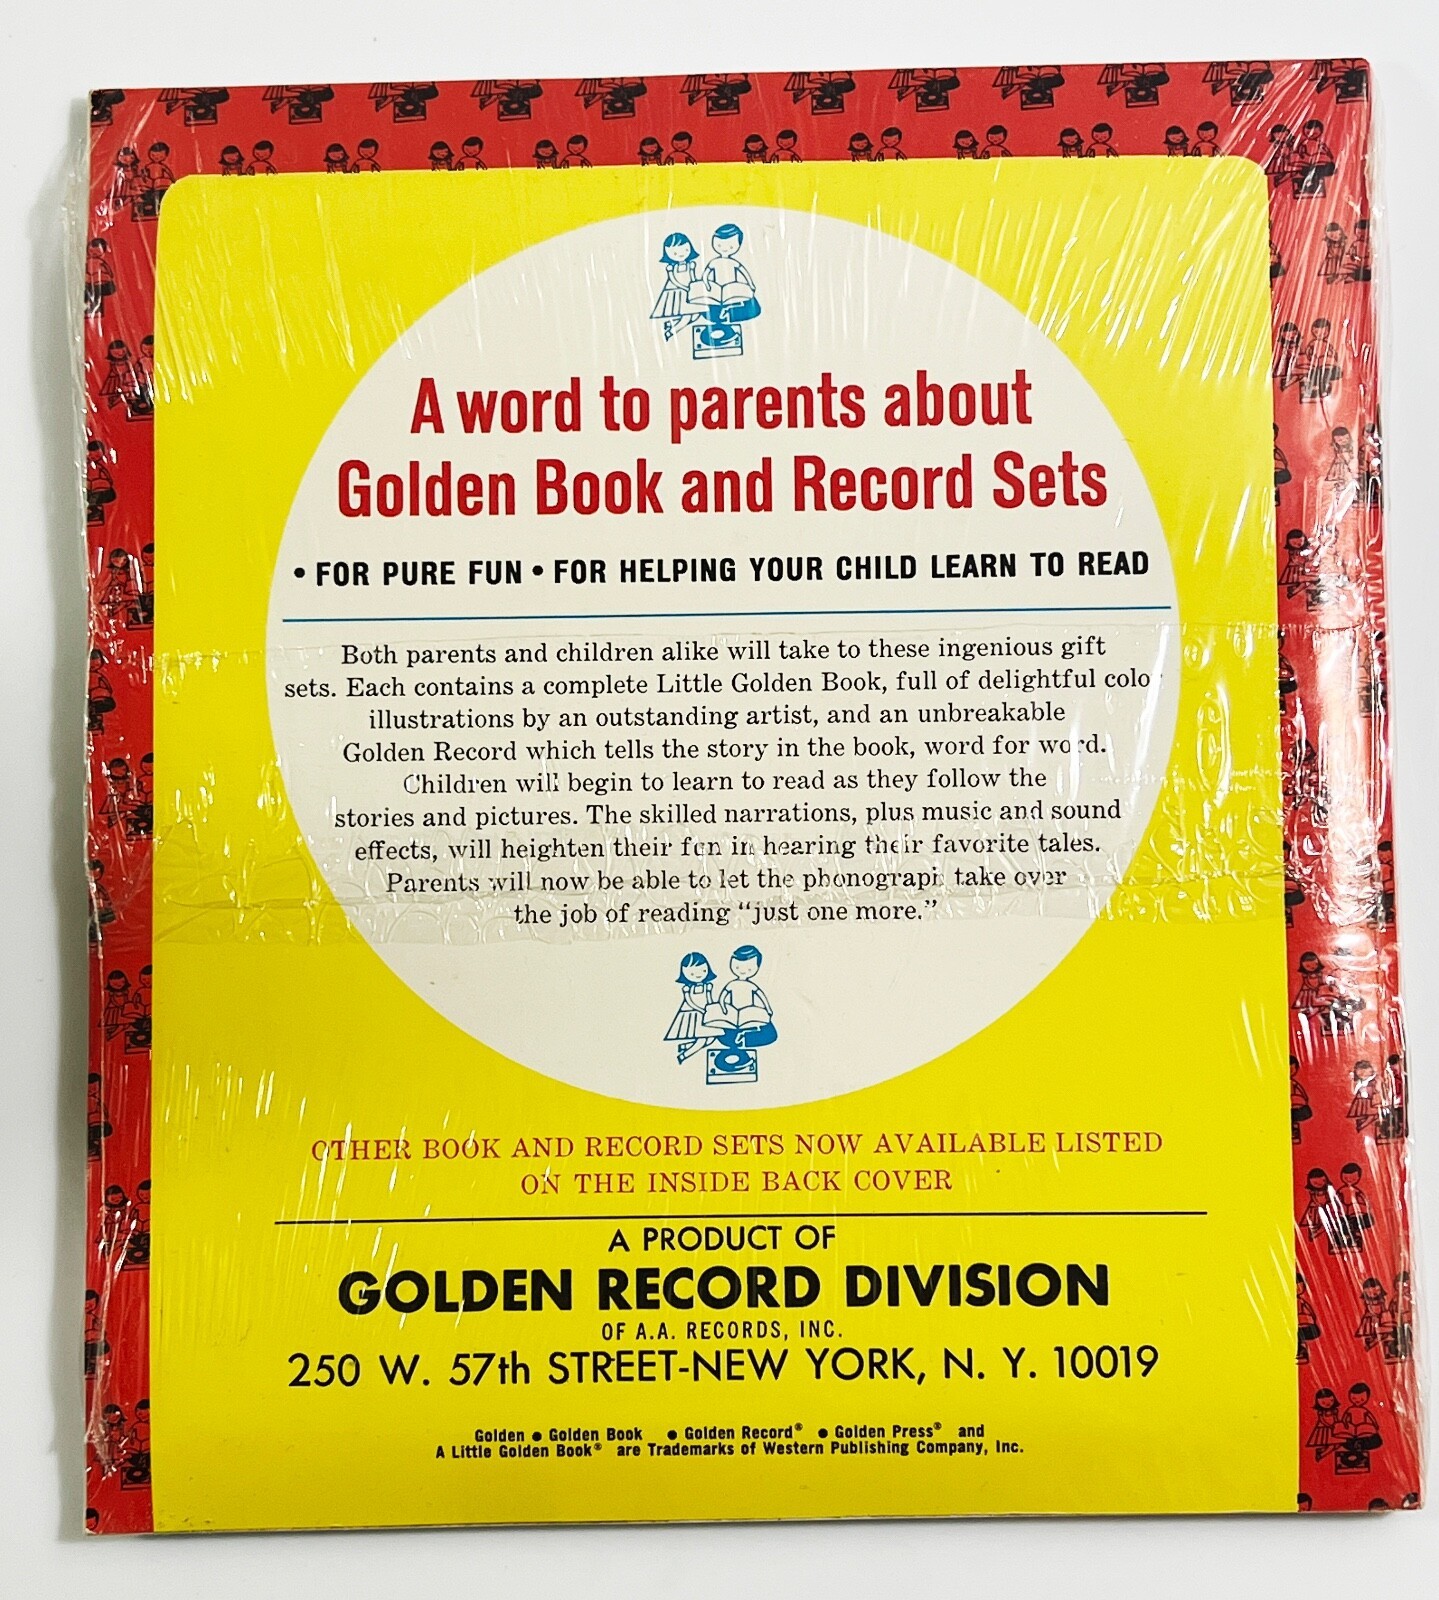 A word to parents about
Golden Book and Record Sets
• FOR PURE FUN • FOR HELPING YOUR CHILD LEARN TO READ
Both parents and children alike will take to these ingenious gift
sets. Each contains a complete Little Golden Book, full of delightful colo
illustrations by an outstanding artist, and an unbreakable
Golden Record which tells the story in the book, word for word.
Children will begin to learn to read as they follow the
stories and pictures. The skilled narrations, plus music and sound
effects, will heighten their fun in hearing their favorite tales.
Parents will now be able to let the phonograph take over
the job of reading "just one more."
OTHER BOOK AND RECORD SETS NOW AVAILABLE LISTED
ON THE INSIDE BACK COVER
A PRODUCT OF
GOLDEN RECORD DIVISION
OF A.A. RECORDS, INC.
250 W. 57th STREET-NEW YORK, N. Y. 10019
Golden • Golden Book • Golden Record® • Golden Press® and
A Little Golden Book® are Trademarks of Western Publishing Company, Inc.